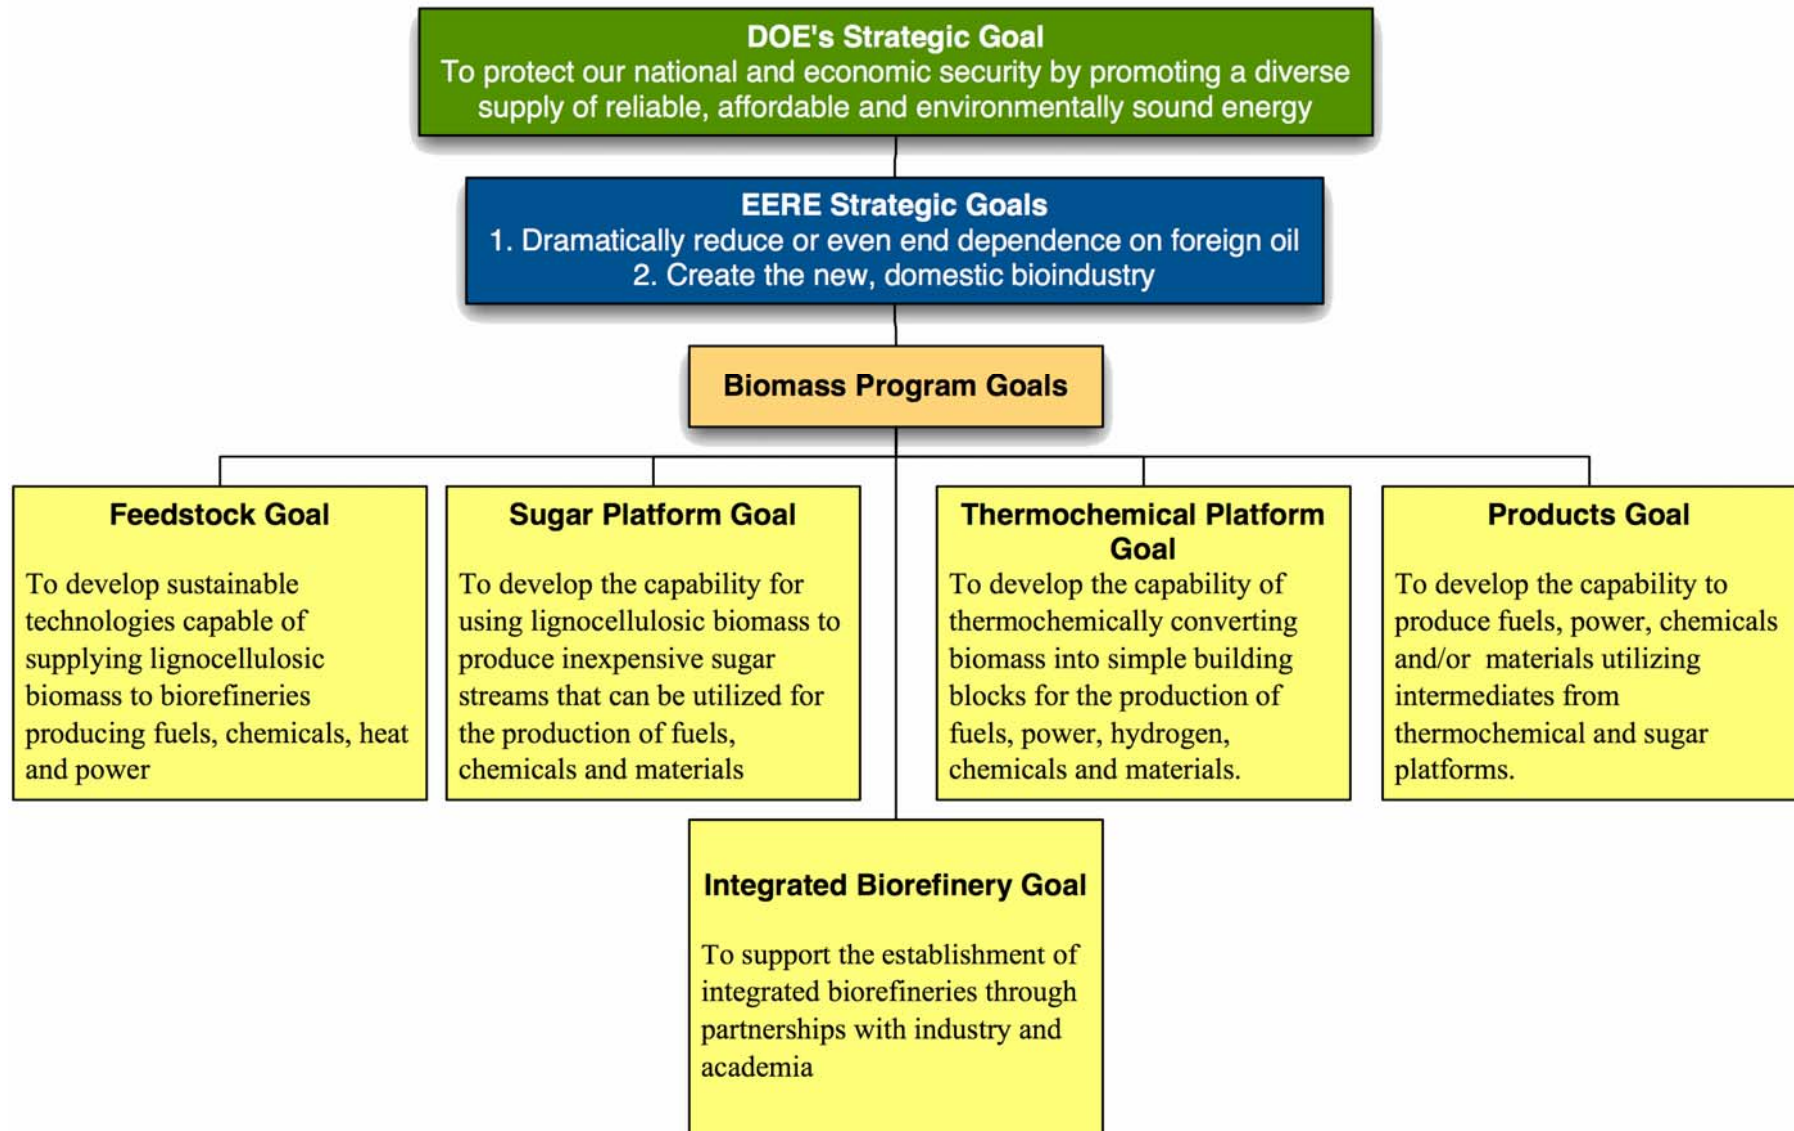 DOE's Strategic Goal
To protect our national and economic security by promoting a diverse
supply of reliable, affordable and environmentally sound energy
EERE Strategic Goals
1. Dramatically reduce or even end dependence on foreign oil
2. Create the new, domestic bioindustry
Biomass Program Goals
Feedstock Goal
To develop sustainable
technologies capable of
supplying lignocellulosic
biomass to biorefineries
producing fuels, chemicals, heat
and power
Sugar Platform Goal
To develop the capability for
using lignocellulosic biomass to
produce inexpensive sugar
streams that can be utilized for
the production of fuels,
chemicals and materials
Thermochemical Platform
Goal
To develop the capability of
thermochemically converting
biomass into simple building
blocks for the production of
fuels, power, hydrogen,
chemicals and materials.
Products Goal
To develop the capability to
produce fuels, power, chemicals
and/or materials utilizing
intermediates from
thermochemical and sugar
platforms.
Integrated Biorefinery Goal
To support the establishment of
integrated biorefineries through
partnerships with industry and
academia